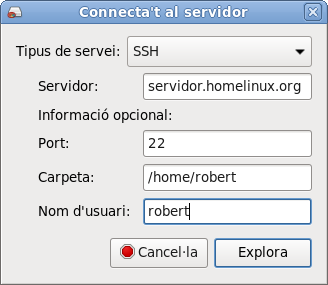 Connecta't al servidor
Tipus de servei: SSH
Servidor: servidor.homelinux.org
Informació opcional:
Port: 22
Carpeta: /home/robert
Nom d'usuari: robert
Cancel·la Explora